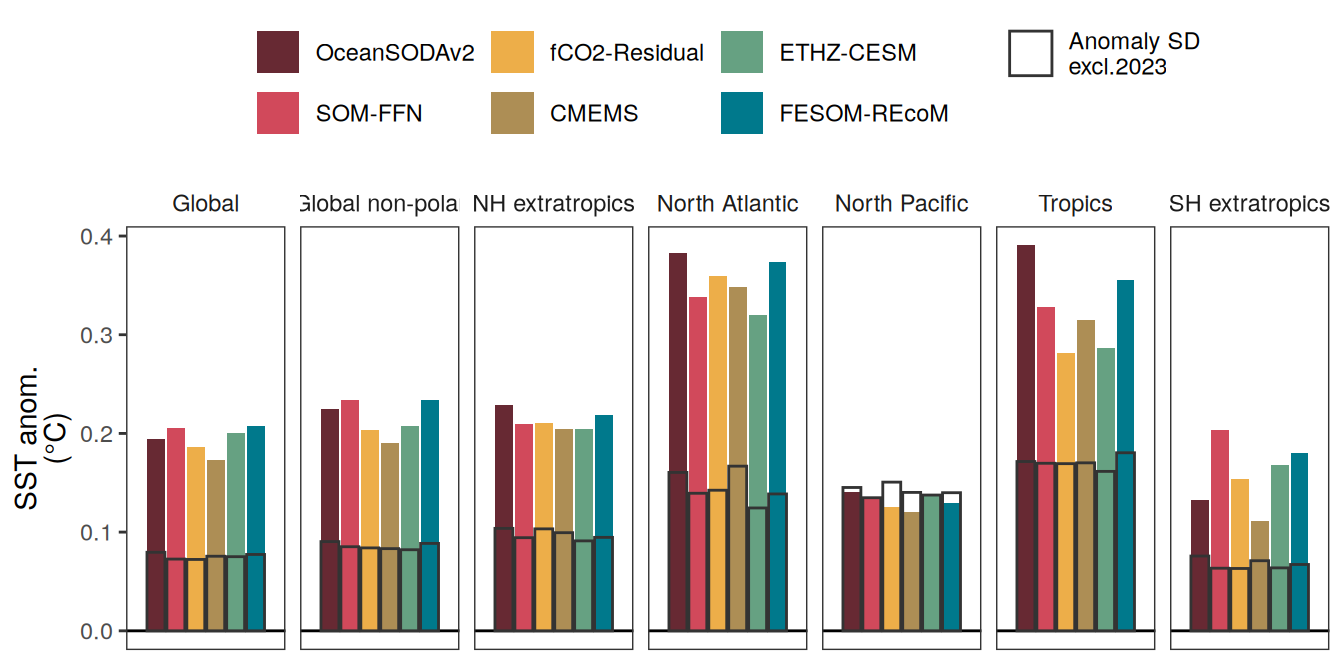 OceanSODAv2 fCO2-Residual ETHZ-CESM Anomaly SD
excl.2023
SOM-FFN CMEMS FESOM-REcoM
Global Global non-polar NH extratropics North Atlantic North Pacific Tropics SH extratropics
0.4
0.3
0.2
0.1
0.0
SST anom.
(°C)